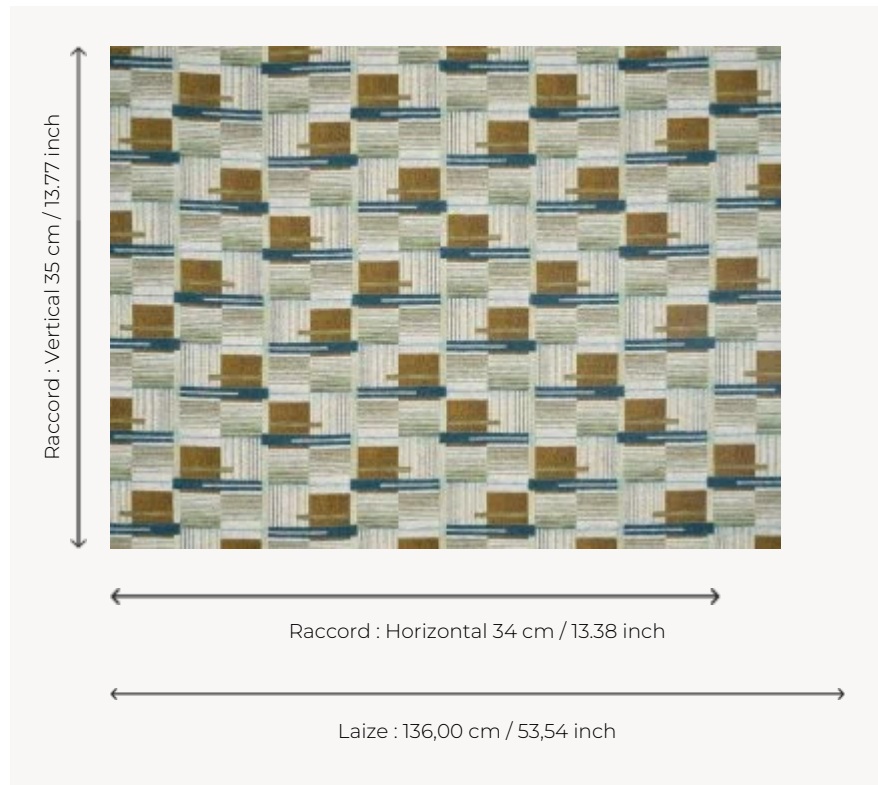 Raccord : Vertical 35 cm / 13.77 inch
Raccord : Horizontal 34 cm / 13.38 inch
Laize : 136,00 cm / 53,54 inch